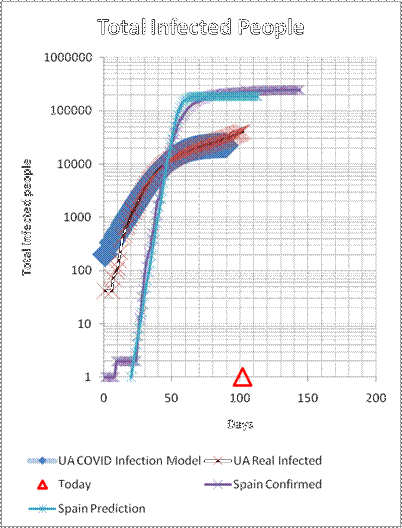 Total Infected People
Total Infected people
1000000
100000
10000
1000
100
10
1
0 50 100 150 200
Days
UA COVID Infection Model UA Real Infected
Today Spain Confirmed
Spain Prediction